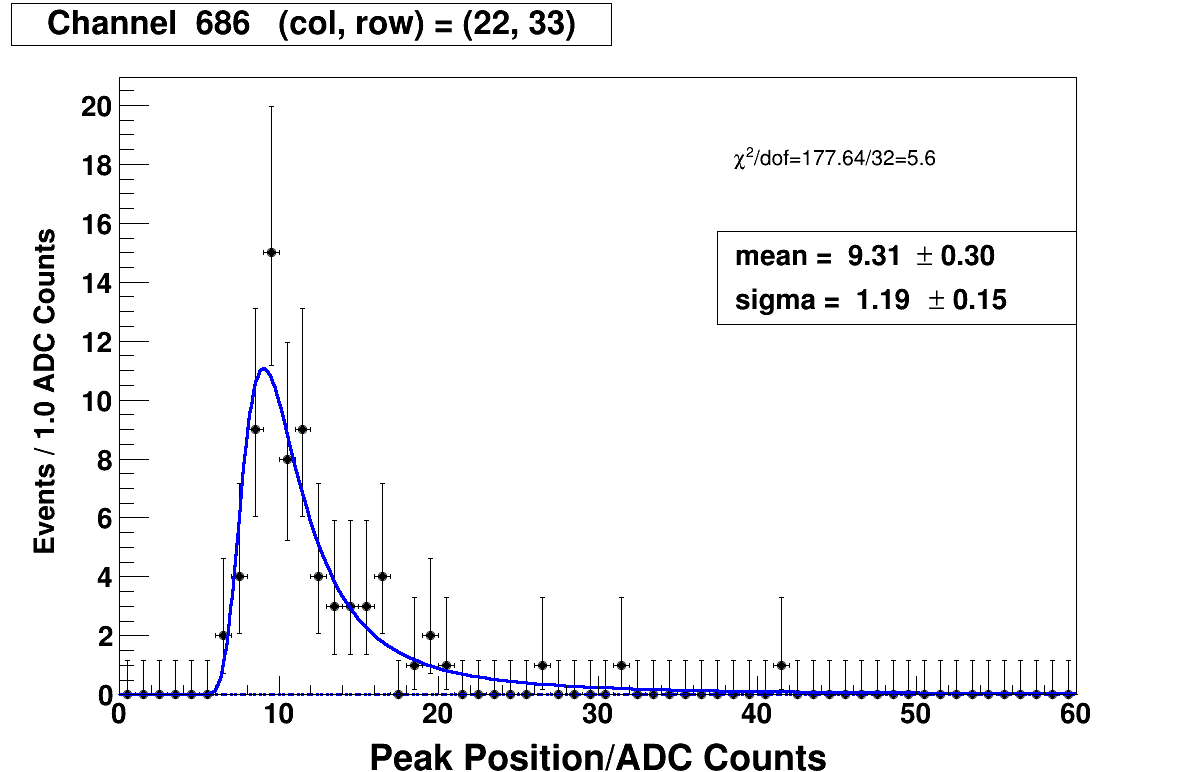 Channel 686 (col, row) = (22, 33)
20
18
16
14
12
10
8
6
4
2
0
Events / 1.0 ADC Counts
χ²/dof=177.64/32=5.6
mean = 9.31 ± 0.30
sigma = 1.19 ± 0.15
0 10 20 30 40 50 60
Peak Position/ADC Counts